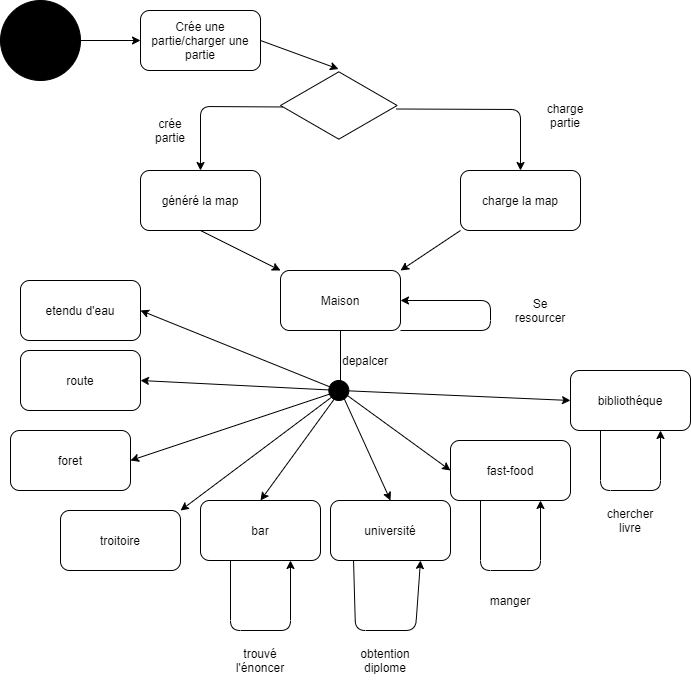 Crée une
partie/charger une
partie
crée
partie
charge
partie
généré la map
charge la map
Maison
Se
resourcer
etendu d'eau
depalcer
route
bibliothéque
foret
fast-food
troitoire
bar
université
chercher
livre
manger
trouvé
l'énoncer
obtention
diplome